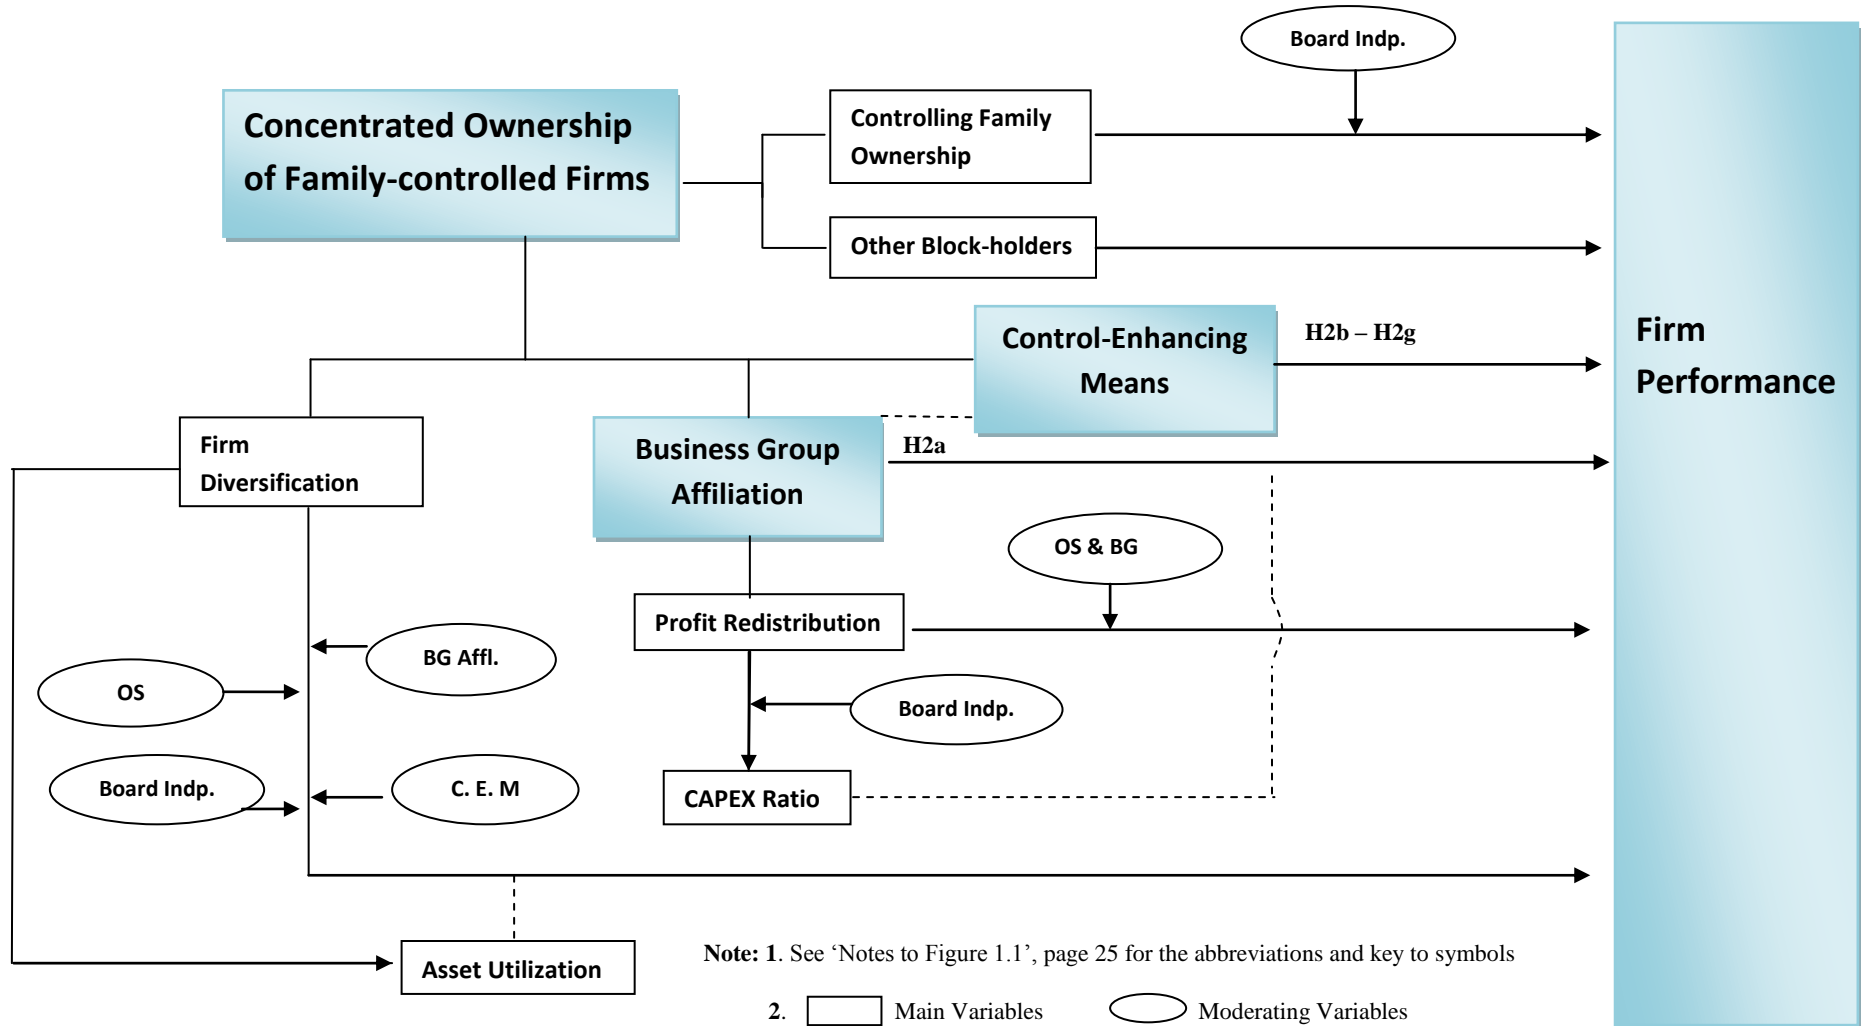 Board Indp.
Concentrated Ownership
of Family-controlled Firms
Controlling Family
Ownership
Other Block-holders
Control-Enhancing
Means
H2b – H2g
Firm
Performance
Firm
Diversification
Business Group
Affiliation
H2a
OS & BG
Profit Redistribution
BG Affl.
OS
Board Indp.
Board Indp.
C. E. M
CAPEX Ratio
Asset Utilization
Note: 1. See ‘Notes to Figure 1.1’, page 25 for the abbreviations and key to symbols
2. Main Variables Moderating Variables